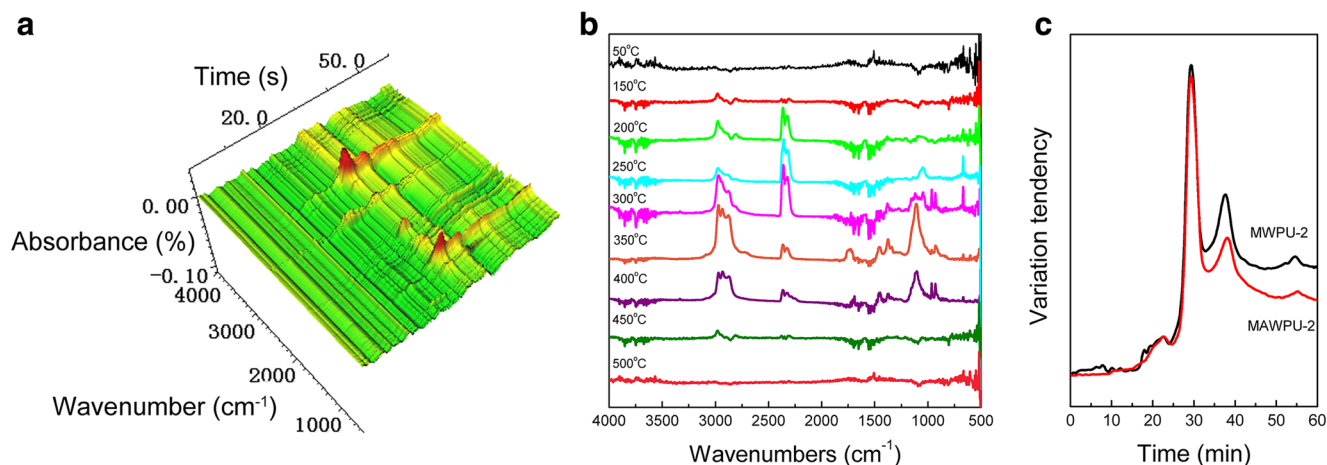 a
Time (s)
50. 0
20. 0
0. 00
Absorbance (%)
−0. 10
4000
3000
2000
1000
Wavenumber (cm⁻¹)
b
50°C
150°C
200°C
250°C
300°C
350°C
400°C
450°C
500°C
4000 3500 3000 2500 2000 1500 1000 500
Wavenumbers (cm⁻¹)
c
Variation tendency
MWPU-2
MAWPU-2
0 10 20 30 40 50 60
Time (min)